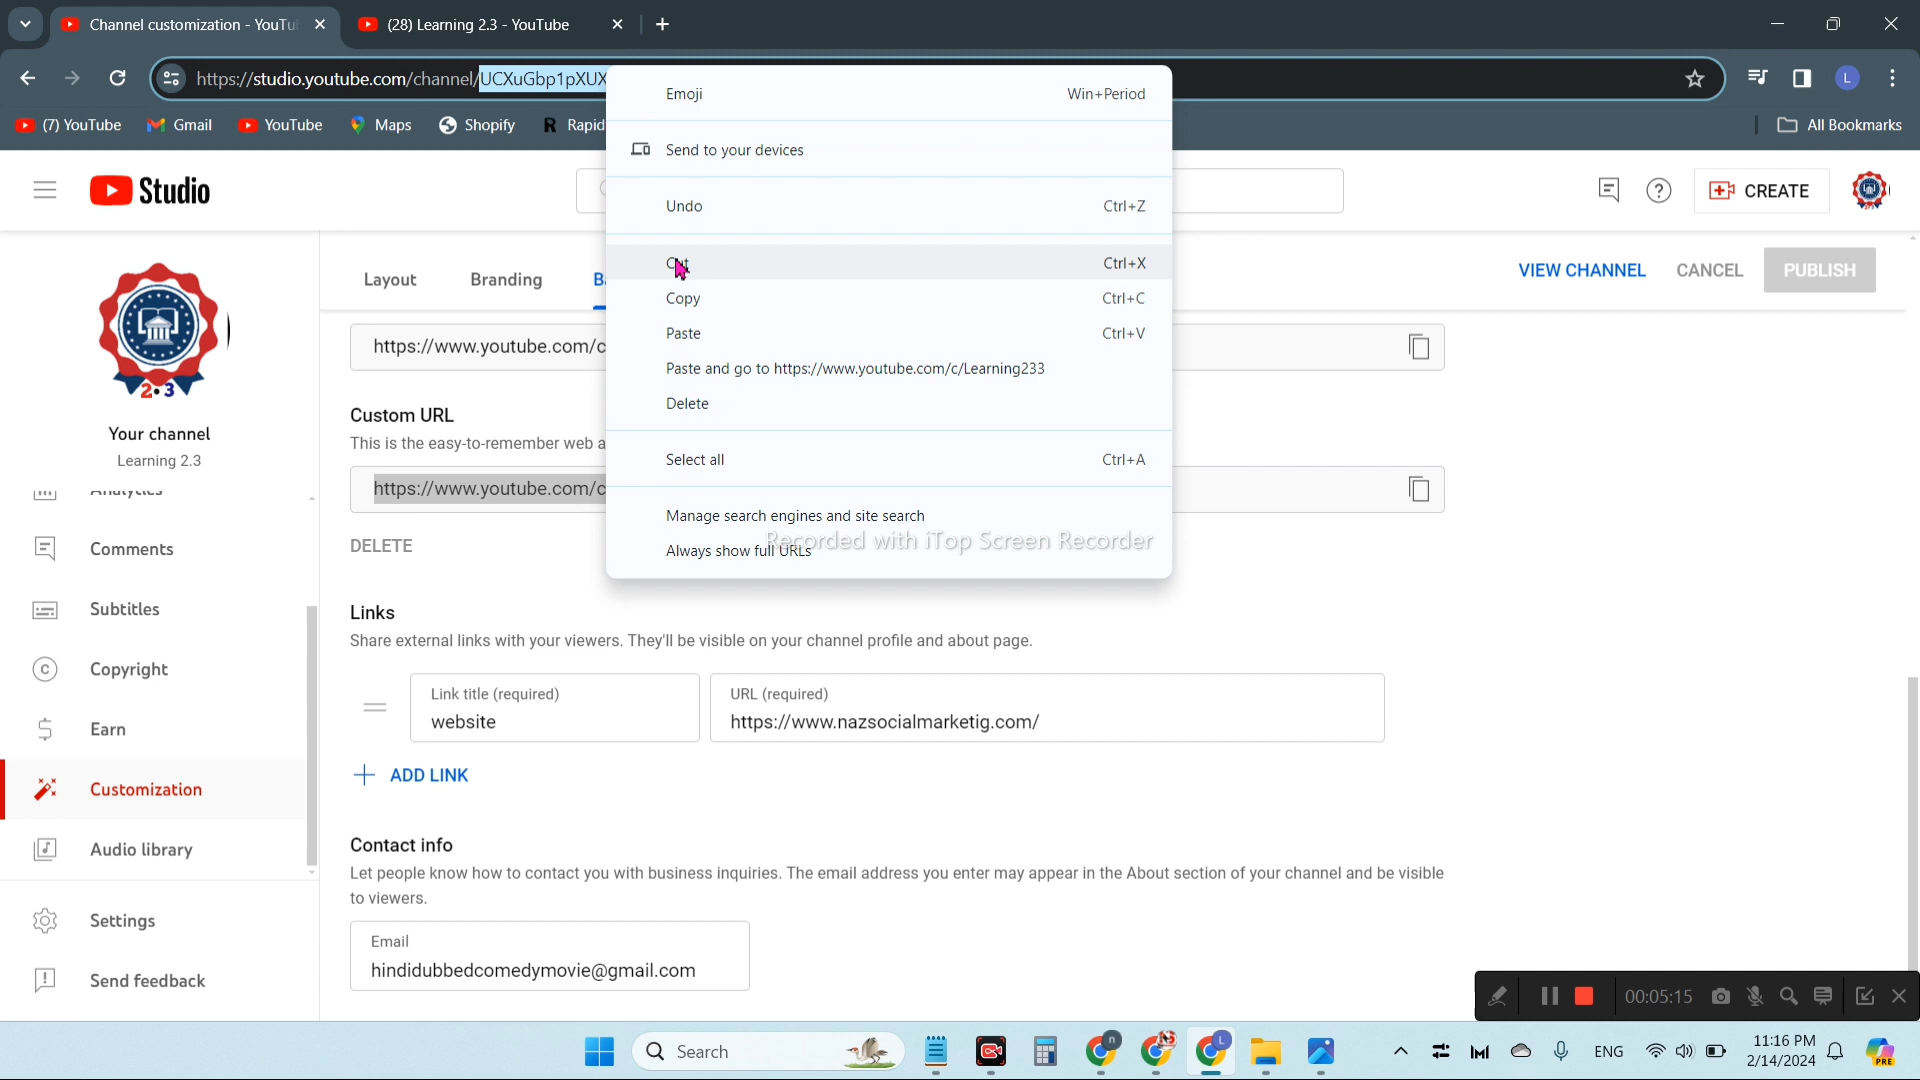 Channel customization - YouTu
(28) Learning 2.3 - YouTube
https://studio.youtube.com/channel/UCXuGbp1pXUX
(7) YouTube
Gmail
YouTube
Maps
Shopify
Rapid
All Bookmarks
Studio
CREATE
Emoji Win+Period
Send to your devices
Undo Ctrl+Z
Cut Ctrl+X
Copy Ctrl+C
Paste Ctrl+V
Paste and go to https://www.youtube.com/c/Learning233
Delete
Select all Ctrl+A
Manage search engines and site search
Always show full URLs
Recorded with iTop Screen Recorder
2.3
Your channel
Learning 2.3
Analytics
Comments
Subtitles
Copyright
Earn
Customization
Audio library
Settings
Send feedback
Layout
Branding
VIEW CHANNEL
CANCEL
PUBLISH
https://www.youtube.com/c
Custom URL
This is the easy-to-remember web a
https://www.youtube.com/c
DELETE
Links
Share external links with your viewers. They'll be visible on your channel profile and about page.
Link title (required)
website
URL (required)
https://www.nazsocialmarketig.com/
ADD LINK
Contact info
Let people know how to contact you with business inquiries. The email address you enter may appear in the About section of your channel and be visible
to viewers.
Email
hindidubbedcomedymovie@gmail.com
00:05:15
Search
ENG
11:16 PM
2/14/2024
PRE